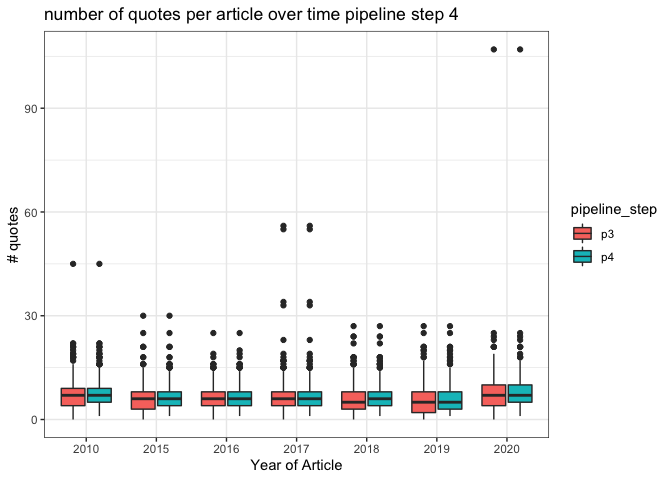 number of quotes per article over time pipeline step 4
# quotes
90
60
30
0
2010 2015 2016 2017 2018 2019 2020
Year of Article
pipeline_step
p3
p4